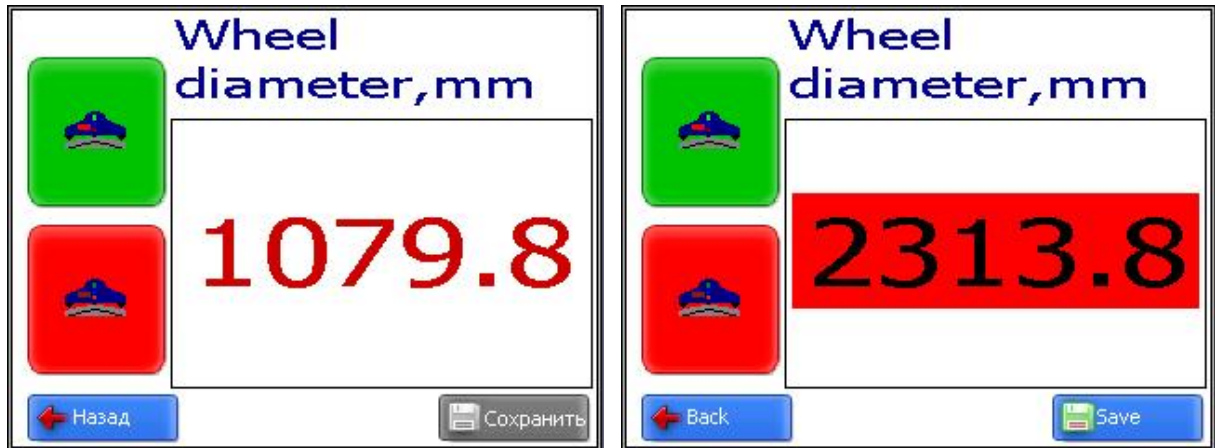 Wheel
diameter,mm
1079.8
Назад
Сохранить
Wheel
diameter,mm
2313.8
Back
Save